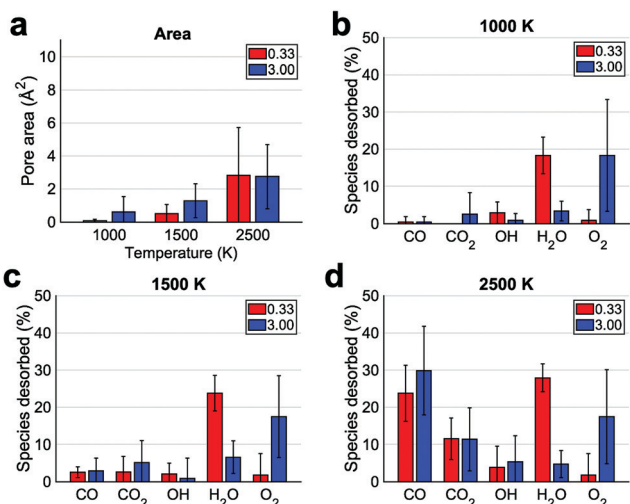 a
Area
10
8
6
4
2
0
Pore area (Å²)
0.33
3.00
1000 1500 2500
Temperature (K)
b
1000 K
50
40
30
20
10
0
Species desorbed (%)
0.33
3.00
CO CO₂ OH H₂O O₂
c
1500 K
50
40
30
20
10
0
Species desorbed (%)
0.33
3.00
CO CO₂ OH H₂O O₂
d
2500 K
50
40
30
20
10
0
Species desorbed (%)
0.33
3.00
CO CO₂ OH H₂O O₂